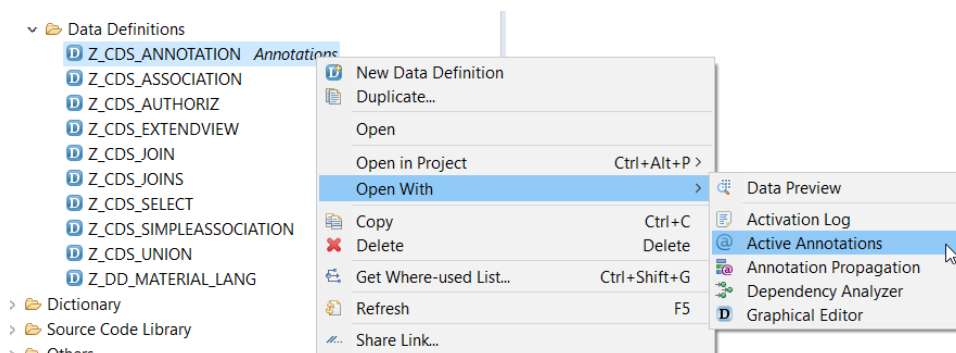 Data Definitions
Z_CDS_ANNOTATION Annotations
Z_CDS_ASSOCIATION
Z_CDS_AUTHORIZ
Z_CDS_EXTENDVIEW
Z_CDS_JOIN
Z_CDS_JOINS
Z_CDS_SELECT
Z_CDS_SIMPLEASSOCIATION
Z_CDS_UNION
Z_DD_MATERIAL_LANG
Dictionary
Source Code Library
Others
New Data Definition
Duplicate...
Open
Open in Project Ctrl+Alt+P
Open With
Copy Ctrl+C
Delete Delete
Get Where-used List... Ctrl+Shift+G
Refresh F5
Share Link...
Data Preview
Activation Log
Active Annotations
Annotation Propagation
Dependency Analyzer
Graphical Editor